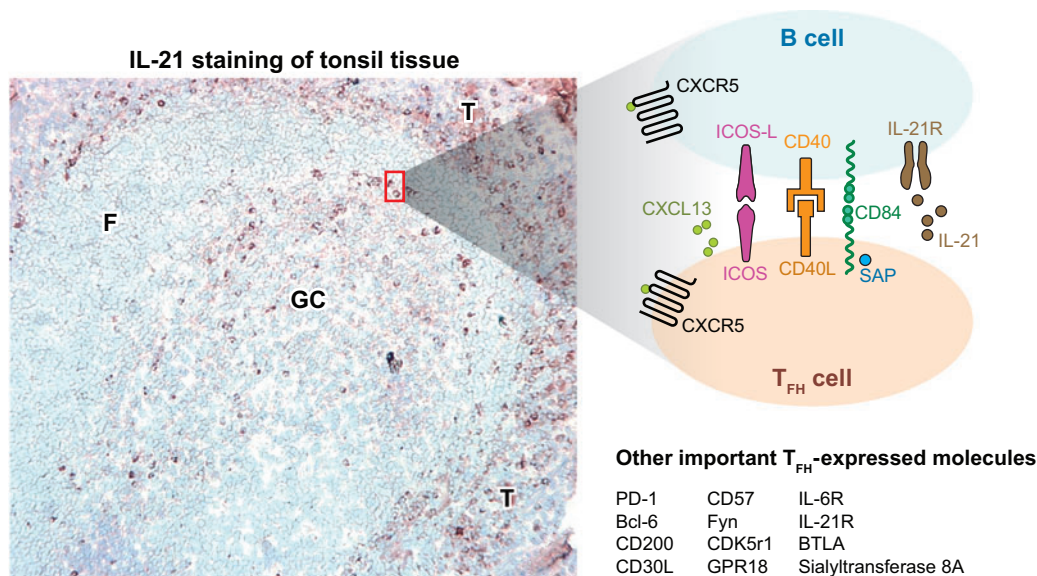 IL-21 staining of tonsil tissue
T
F
GC
T
B cell
CXCR5
ICOS-L
CD40
IL-21R
CXCL13
CD84
IL-21
ICOS
CD40L
SAP
CXCR5
TFH cell
Other important TFH-expressed molecules
PD-1 CD57 IL-6R
Bcl-6 Fyn IL-21R
CD200 CDK5r1 BTLA
CD30L GPR18 Sialyltransferase 8A